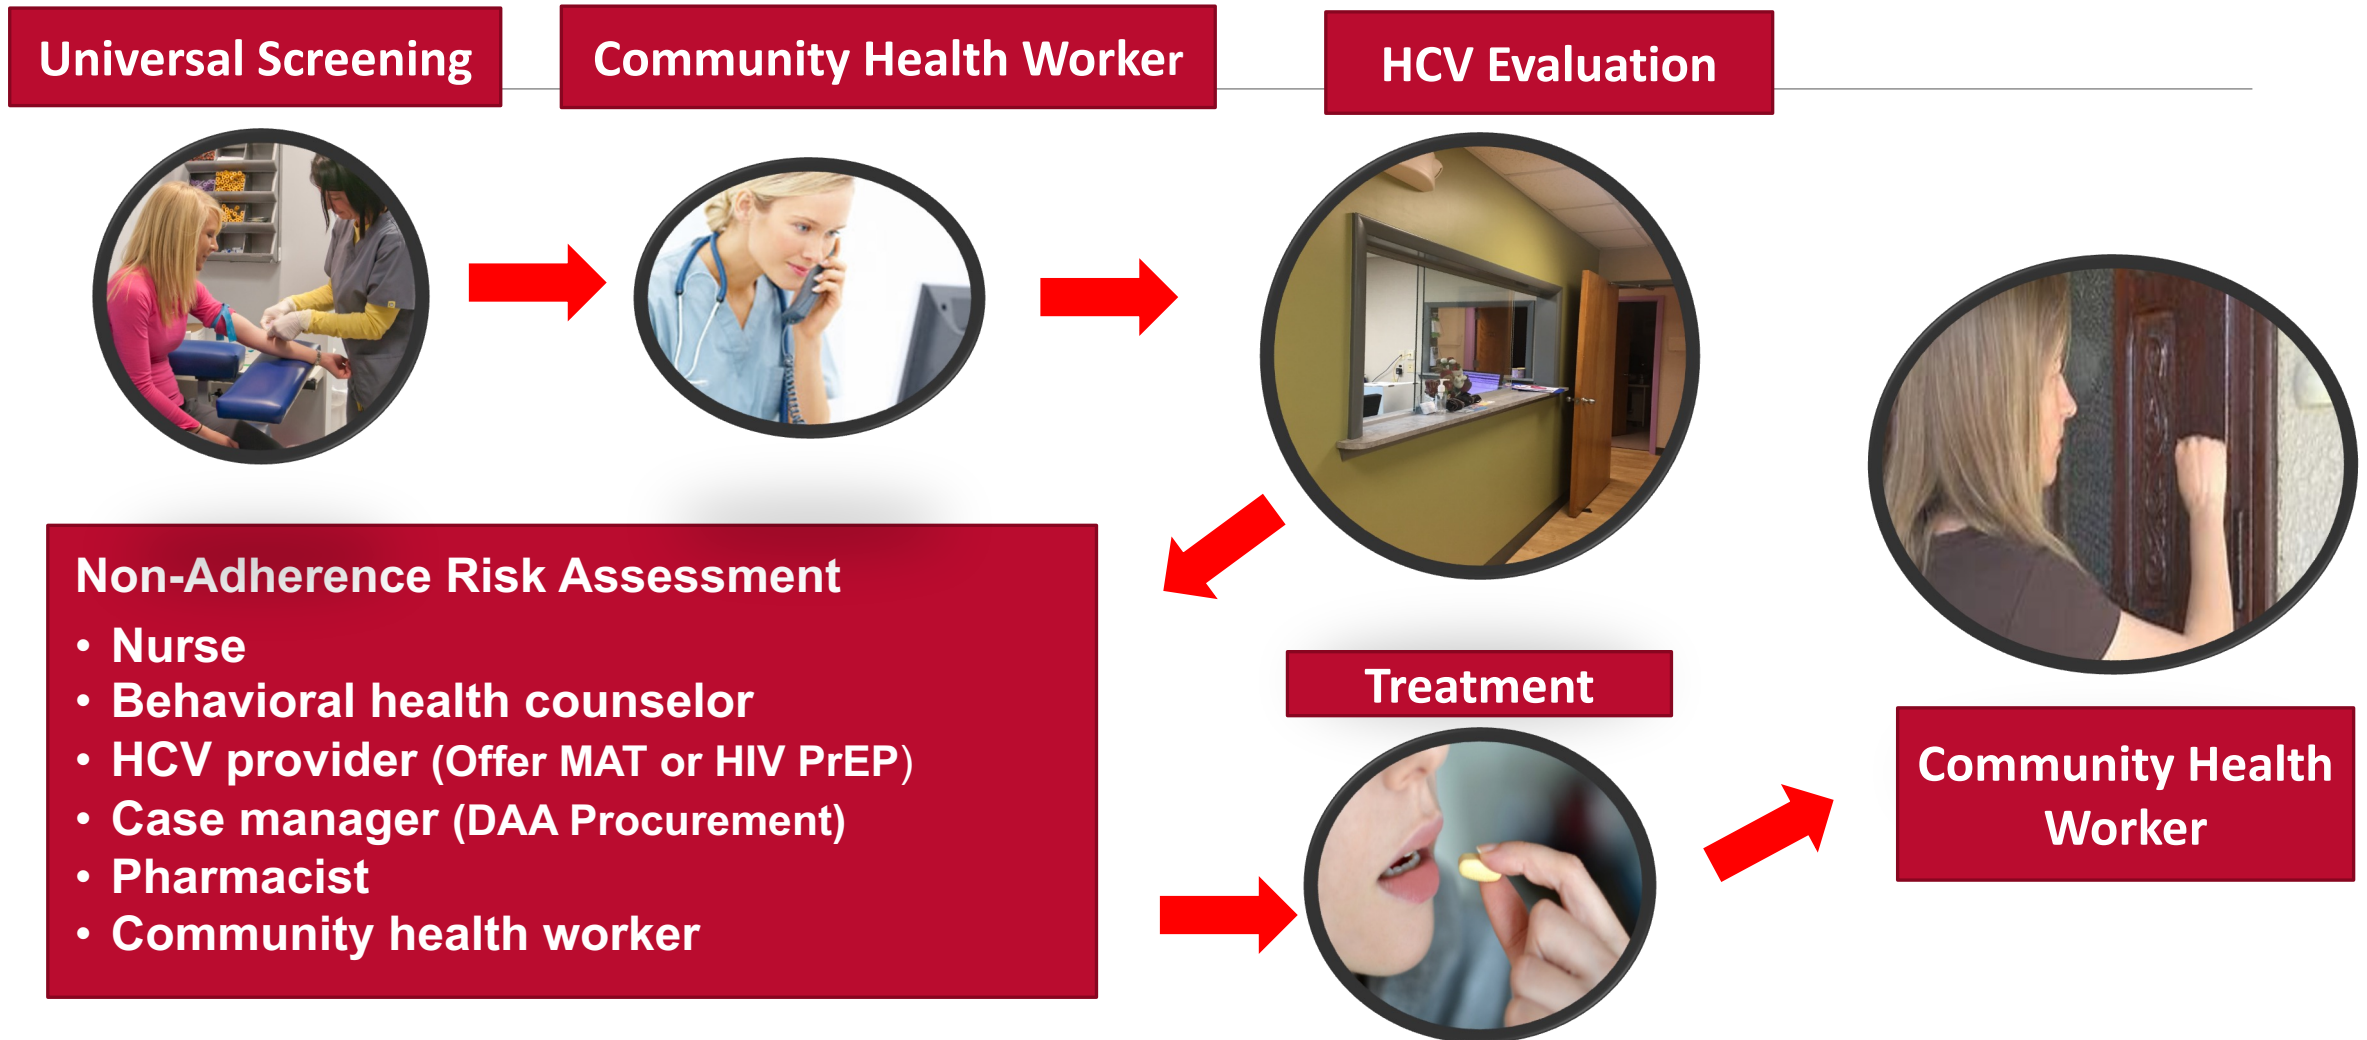 Universal Screening
Community Health Worker
HCV Evaluation
Non-Adherence Risk Assessment
• Nurse
• Behavioral health counselor
• HCV provider (Offer MAT or HIV PrEP)
• Case manager (DAA Procurement)
• Pharmacist
• Community health worker
Treatment
Community Health
Worker